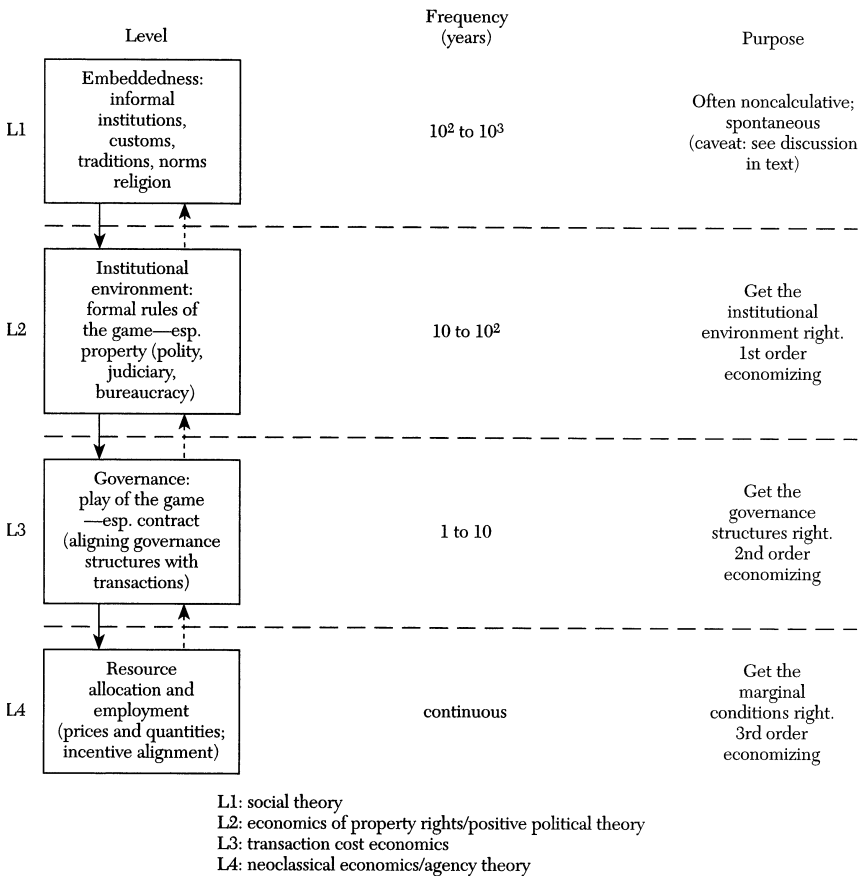 Level
Frequency
(years)
Purpose
L1
Embeddedness:
informal
institutions,
customs,
traditions, norms
religion
10² to 10³
Often noncalculative;
spontaneous
(caveat: see discussion
in text)
L2
Institutional
environment:
formal rules of
the game—esp.
property (polity,
judiciary,
bureaucracy)
10 to 10²
Get the
institutional
environment right.
1st order
economizing
L3
Governance:
play of the game
—esp. contract
(aligning governance
structures with
transactions)
1 to 10
Get the
governance
structures right.
2nd order
economizing
L4
Resource
allocation and
employment
(prices and quantities;
incentive alignment)
continuous
Get the
marginal
conditions right.
3rd order
economizing
L1: social theory
L2: economics of property rights/positive political theory
L3: transaction cost economics
L4: neoclassical economics/agency theory